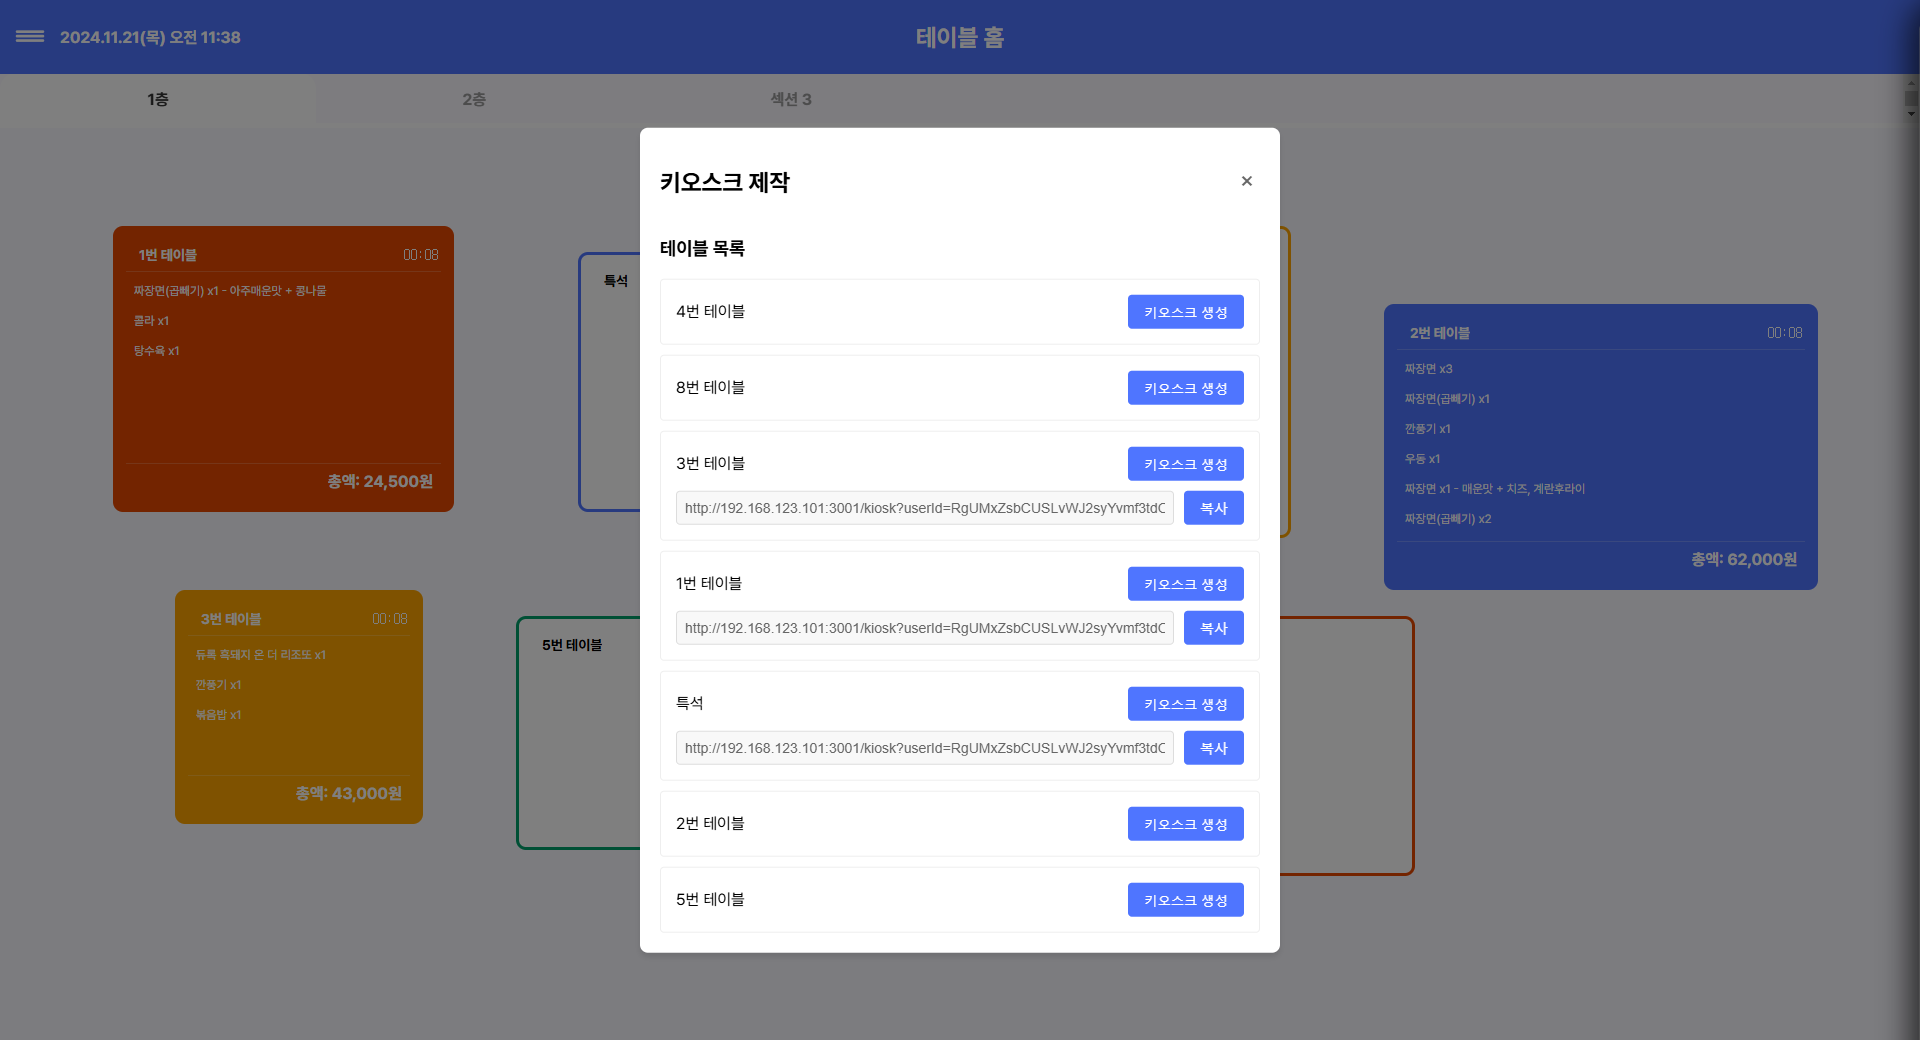 2024.11.21(목) 오전 11:38
테이블 홈
1층
2층
섹션 3
1번 테이블
00:08
짜장면(곱빼기) x1 - 아주매운맛 + 콩나물
콜라 x1
탕수육 x1
총액: 24,500원
특석
2번 테이블
00:08
짜장면 x3
짜장면(곱빼기) x1
깐풍기 x1
우동 x1
짜장면 x1 - 매운맛 + 치즈, 계란후라이
짜장면(곱빼기) x2
총액: 62,000원
3번 테이블
00:08
듀록 흑돼지 온 더 리조또 x1
깐풍기 x1
볶음밥 x1
총액: 43,000원
5번 테이블
키오스크 제작
×
테이블 목록
4번 테이블
키오스크 생성
8번 테이블
키오스크 생성
3번 테이블
키오스크 생성
http://192.168.123.101:3001/kiosk?userId=RgUMxZsbCUSLvWJ2syYvmf3tdC
복사
1번 테이블
키오스크 생성
http://192.168.123.101:3001/kiosk?userId=RgUMxZsbCUSLvWJ2syYvmf3tdC
복사
특석
키오스크 생성
http://192.168.123.101:3001/kiosk?userId=RgUMxZsbCUSLvWJ2syYvmf3tdC
복사
2번 테이블
키오스크 생성
5번 테이블
키오스크 생성